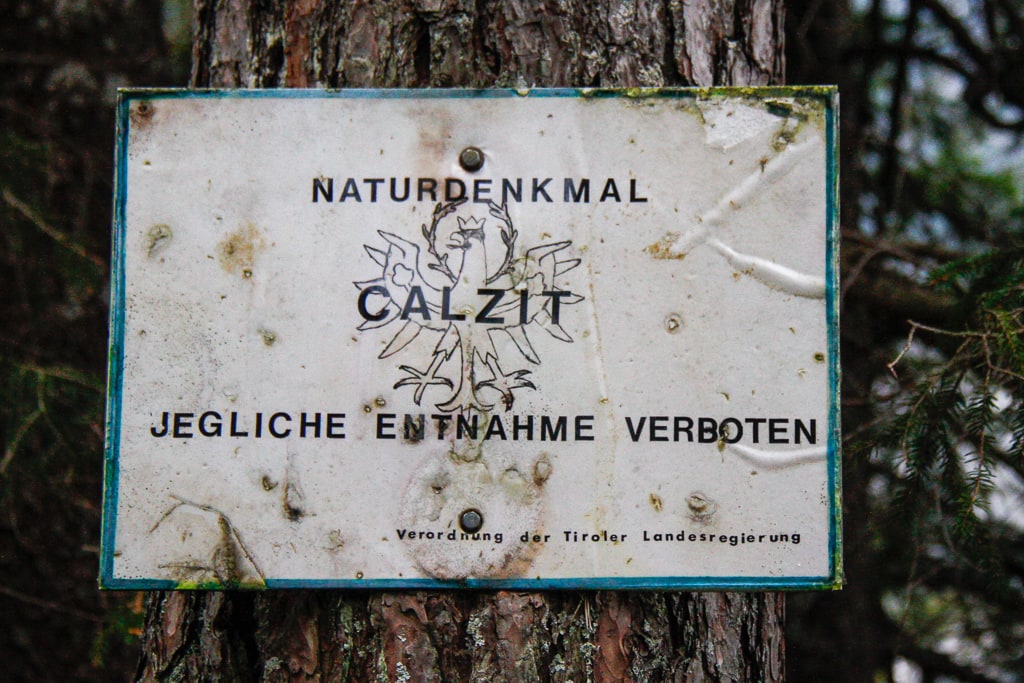 NATURDENKMAL
CALZIT
JEGLICHE ENTNAHME VERBOTEN
Verordnung der Tiroler Landesregierung